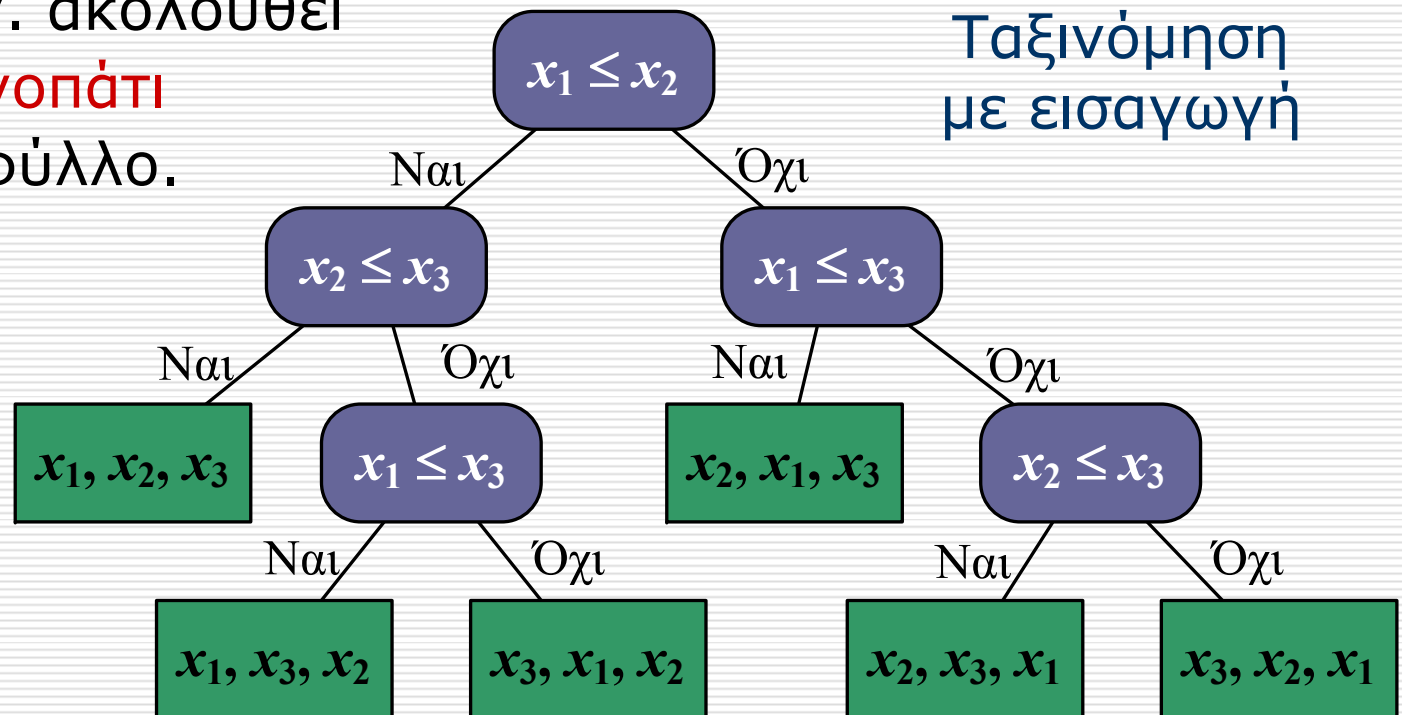 ακολουθεί
Ταξινόμηση
με εισαγωγή
x₁ ≤ x₂
Ναι
Όχι
x₂ ≤ x₃
x₁ ≤ x₃
Ναι
Όχι
Ναι
Όχι
x₁, x₂, x₃
x₁ ≤ x₃
x₂, x₁, x₃
x₂ ≤ x₃
Ναι
Όχι
Ναι
Όχι
x₁, x₃, x₂
x₃, x₁, x₂
x₂, x₃, x₁
x₃, x₂, x₁